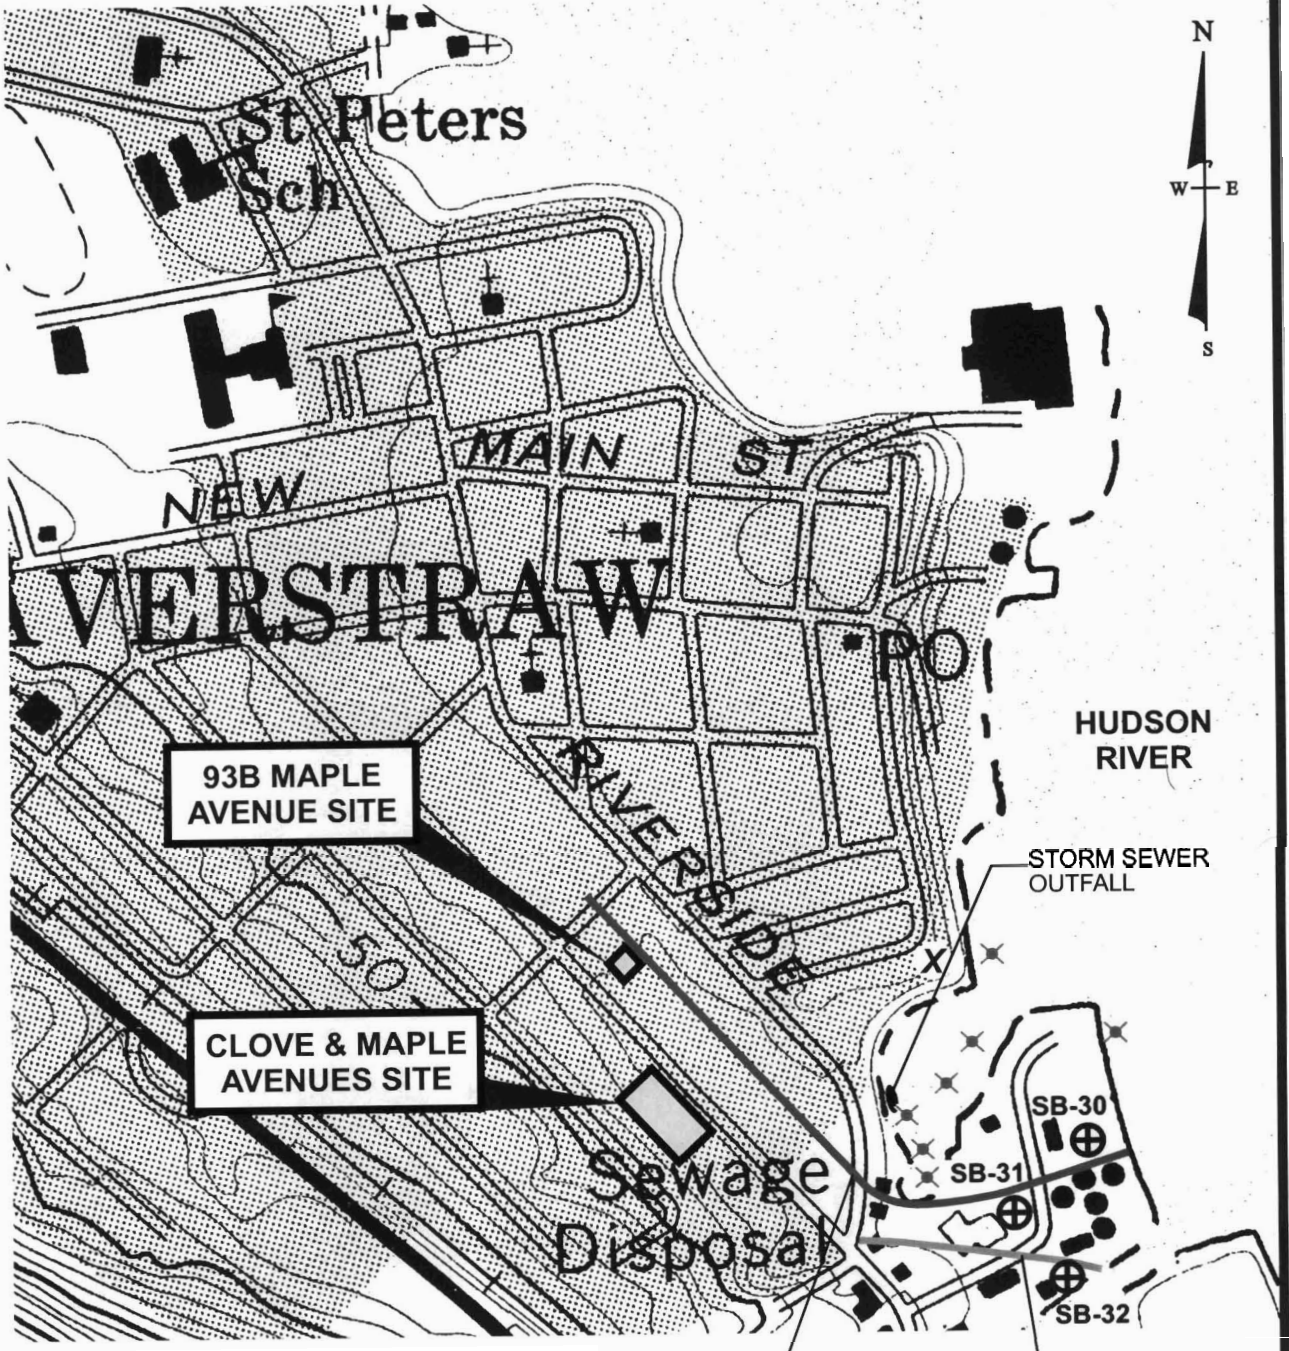 N
W E
S
St Peters
Sch
NEW MAIN ST
AVERSTRAW
PO
HUDSON
RIVER
93B MAPLE
AVENUE SITE
RIVERSIDE
STORM SEWER
OUTFALL
50
X
CLOVE & MAPLE
AVENUES SITE
SB-30
SB-31
Sewage
Disposal
SB-32